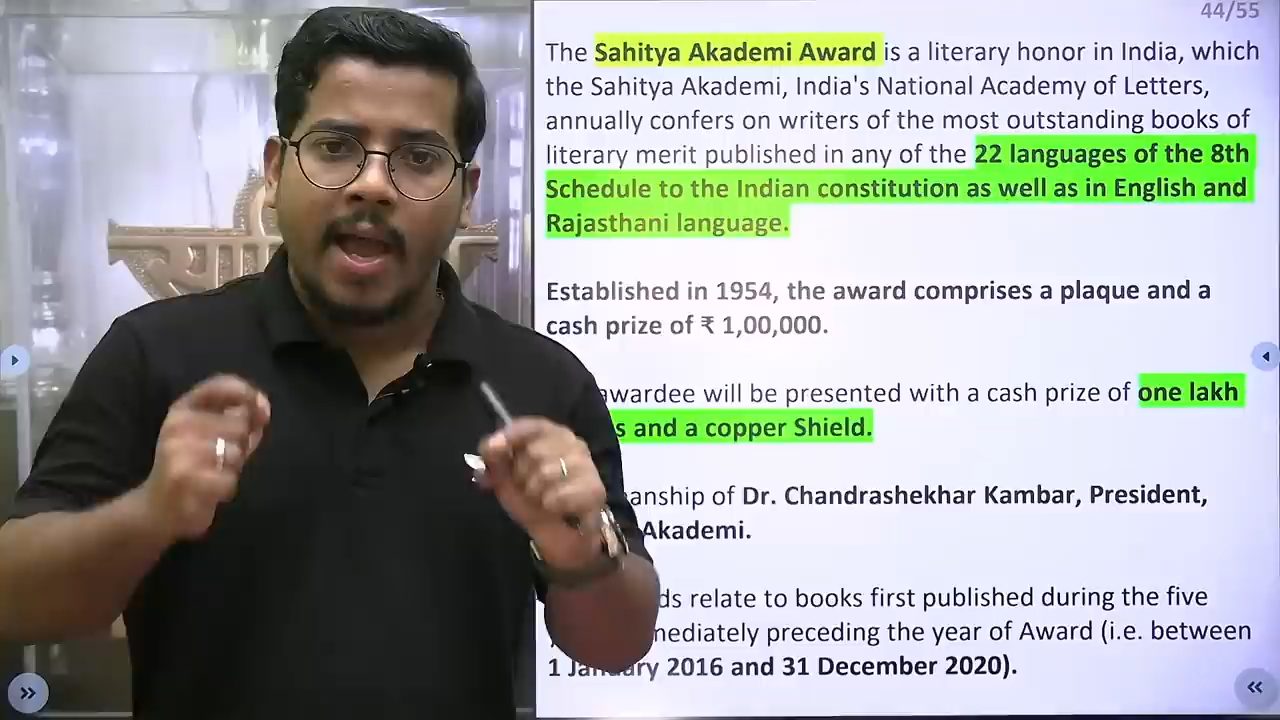 44/55
The Sahitya Akademi Award is a literary honor in India, which
the Sahitya Akademi, India's National Academy of Letters,
annually confers on writers of the most outstanding books of
literary merit published in any of the 22 languages of the 8th
Schedule to the Indian constitution as well as in English and
Rajasthani language.
Established in 1954, the award comprises a plaque and a
cash prize of ₹ 1,00,000.
awardee will be presented with a cash prize of one lakh
and a copper Shield.
of Dr. Chandrashekhar Kambar, President,
Akademi.
relate to books first published during the five
preceding the year of Award (i.e. between
1 January 2016 and 31 December 2020).